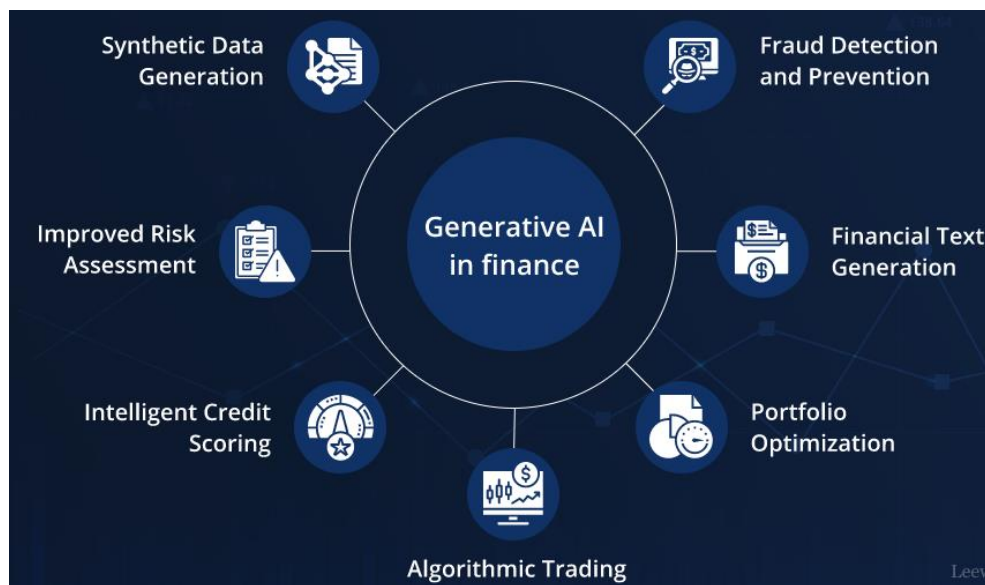 Synthetic Data
Generation
Fraud Detection
and Prevention
Improved Risk
Assessment
Generative AI
in finance
Financial Text
Generation
Intelligent Credit
Scoring
Portfolio
Optimization
Algorithmic Trading